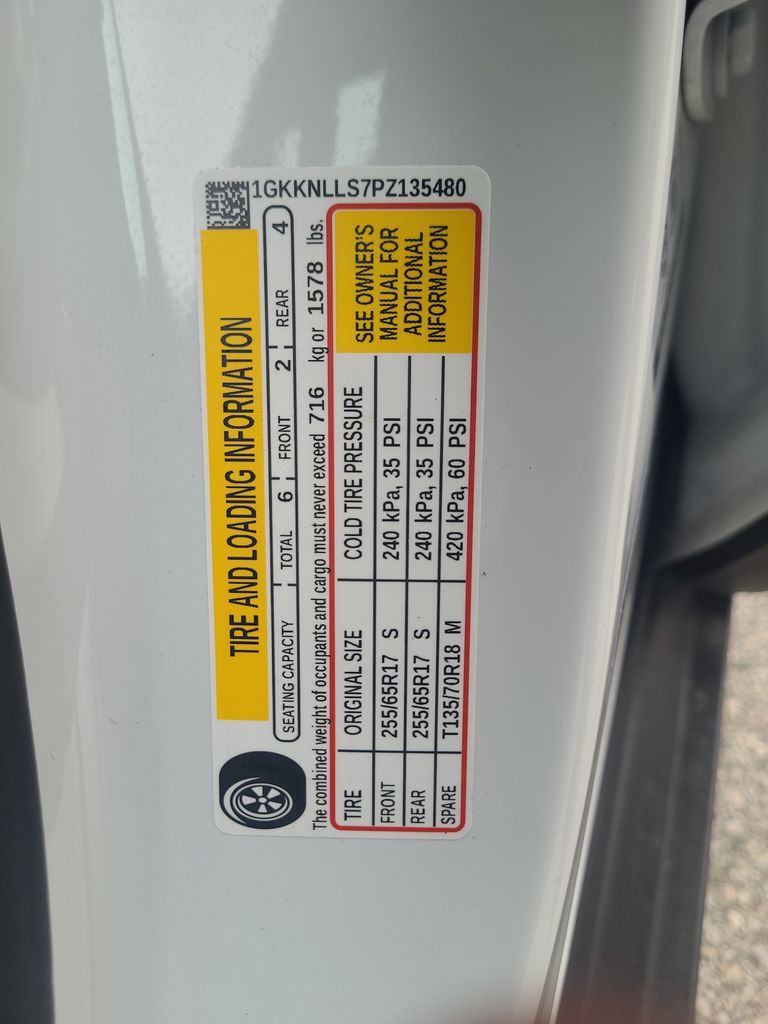 1GKKNLLS7PZ135480
TIRE AND LOADING INFORMATION
SEATING CAPACITY TOTAL 6 FRONT 2 REAR 4
The combined weight of occupants and cargo must never exceed 716 kg or 1578 lbs.
TIRE ORIGINAL SIZE COLD TIRE PRESSURE
FRONT 255/65R17 S 240 kPa, 35 PSI
REAR 255/65R17 S 240 kPa, 35 PSI
SPARE T135/70R18 M 420 kPa, 60 PSI
SEE OWNER'S
MANUAL FOR
ADDITIONAL
INFORMATION